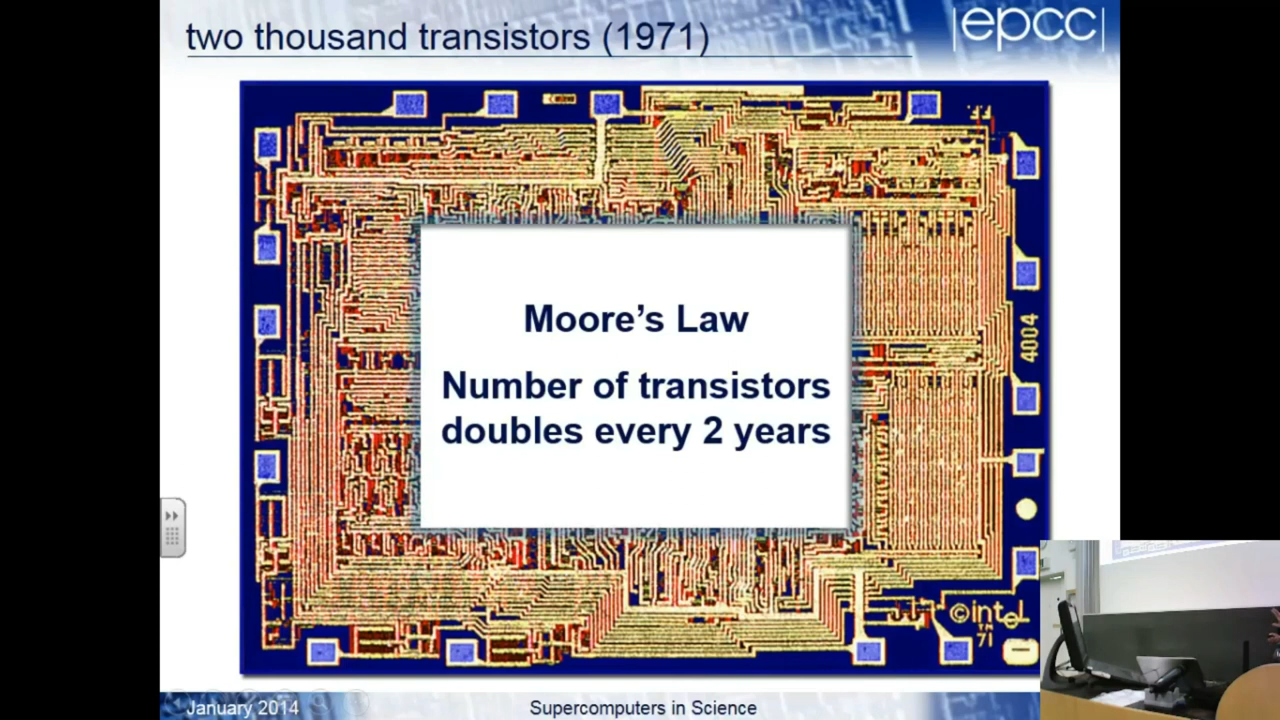 two thousand transistors (1971)
|epcc|
4004
Moore's Law
Number of transistors
doubles every 2 years
©intel
71
January 2014
Supercomputers in Science